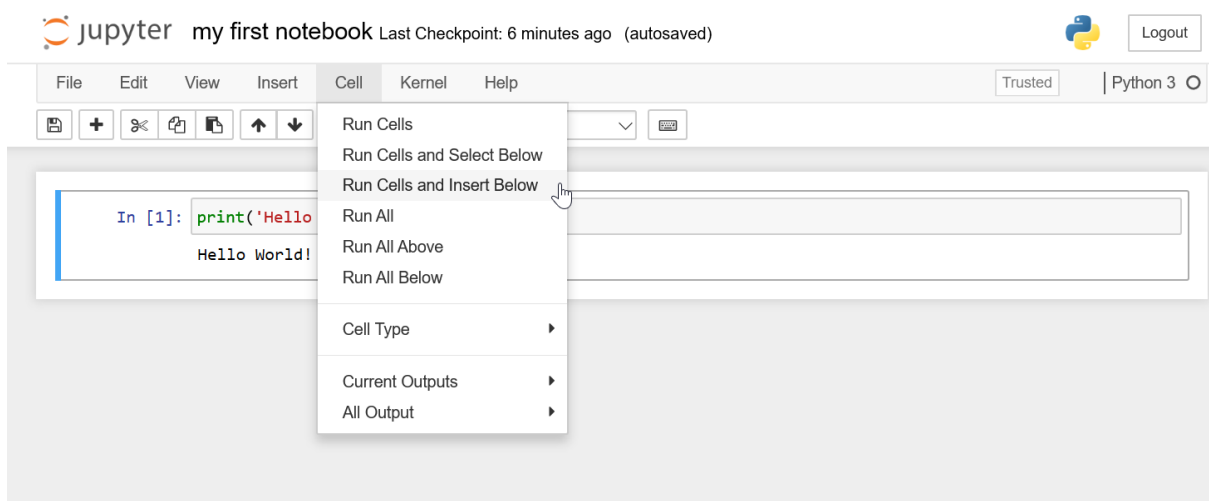 jupyter my first notebook Last Checkpoint: 6 minutes ago (autosaved) Logout
File Edit View Insert Cell Kernel Help Trusted Python 3
Run Cells
Run Cells and Select Below
Run Cells and Insert Below
Run All
Run All Above
Run All Below
Cell Type
Current Outputs
All Output
In [1]: print('Hello
Hello World!